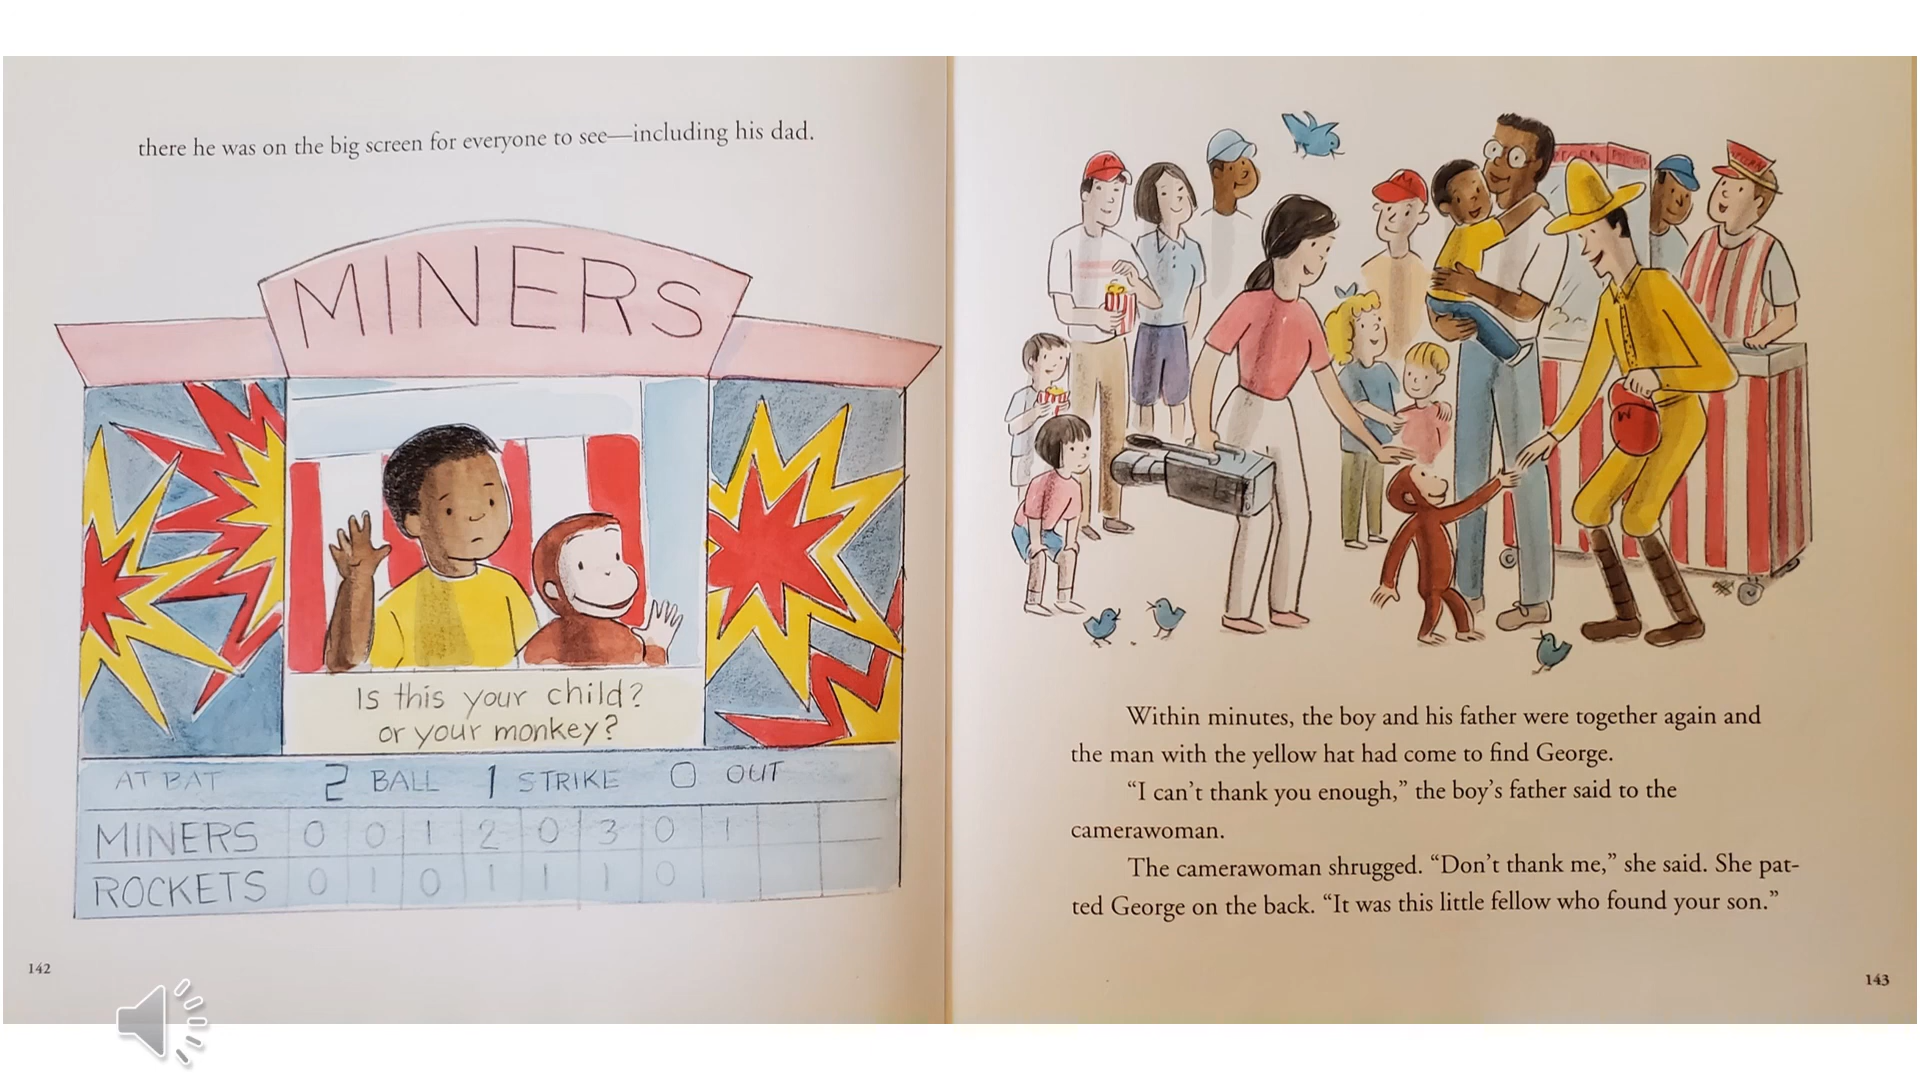 there he was on the big screen for everyone to see—including his dad.
MINERS
Is this your child?
or your monkey?
AT BAT 2 BALL 1 STRIKE 0 OUT
MINERS 0 0 1 2 0 3 0 1
ROCKETS 0 1 0 1 1 1 0
142
M
M
W
Within minutes, the boy and his father were together again and
the man with the yellow hat had come to find George.
“I can’t thank you enough,” the boy’s father said to the
camerawoman.
The camerawoman shrugged. “Don’t thank me,” she said. She pat-
ted George on the back. “It was this little fellow who found your son.”
143